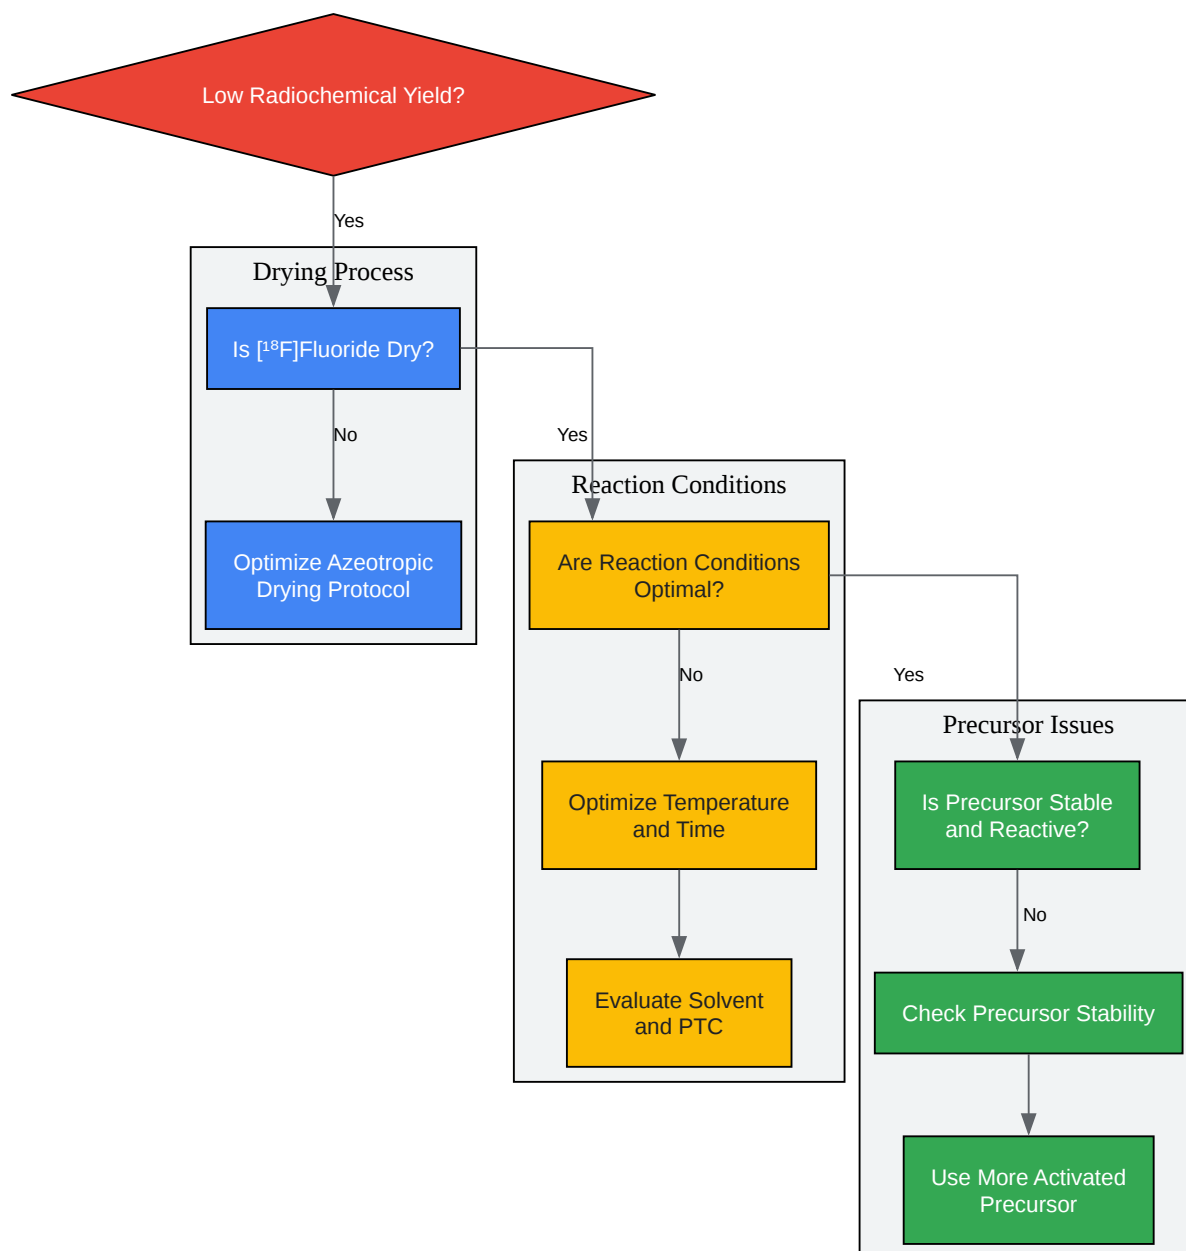 Low Radiochemical Yield?
Yes
Drying Process
Is [¹⁸F]Fluoride Dry?
No
Yes
Optimize Azeotropic
Drying Protocol
Reaction Conditions
Are Reaction Conditions
Optimal?
No
Yes
Optimize Temperature
and Time
Evaluate Solvent
and PTC
Precursor Issues
Is Precursor Stable
and Reactive?
No
Check Precursor Stability
Use More Activated
Precursor